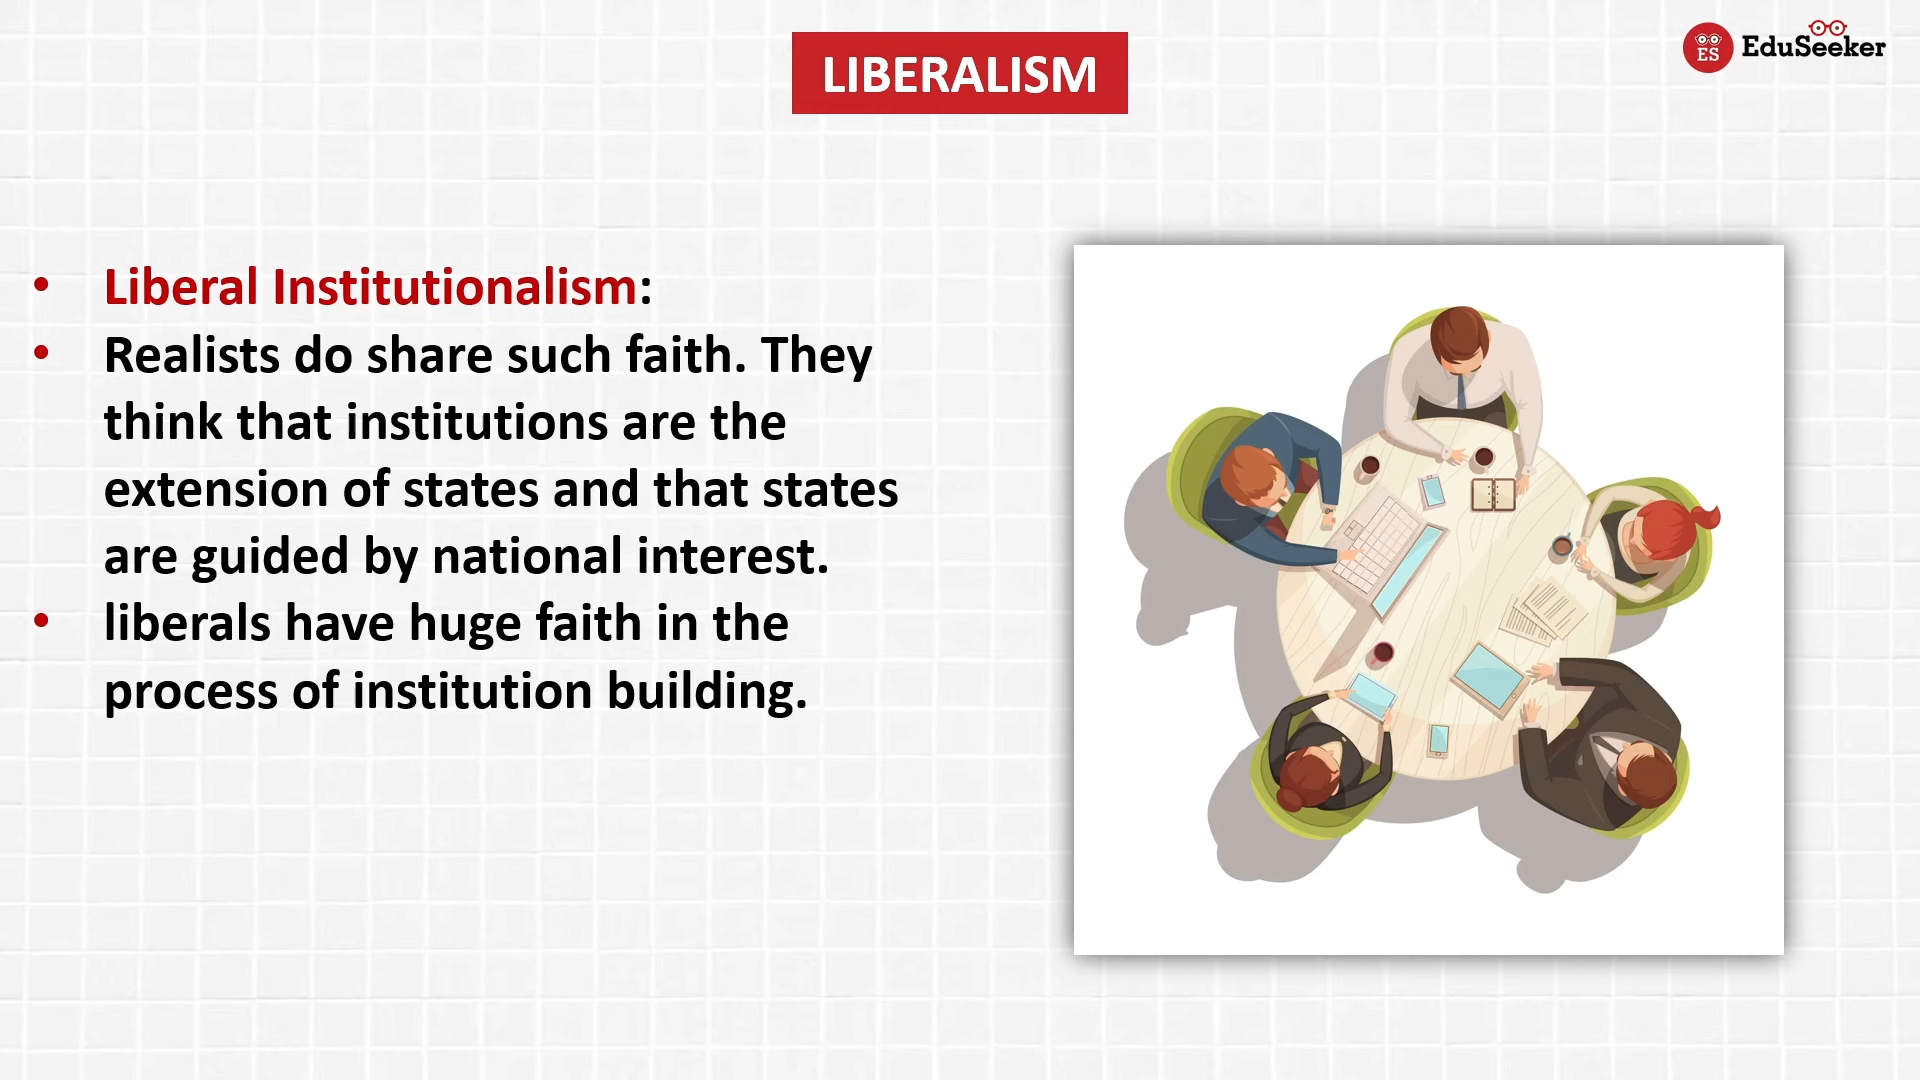 LIBERALISM
ES EduSeeker
• Liberal Institutionalism:
• Realists do share such faith. They
think that institutions are the
extension of states and that states
are guided by national interest.
• liberals have huge faith in the
process of institution building.